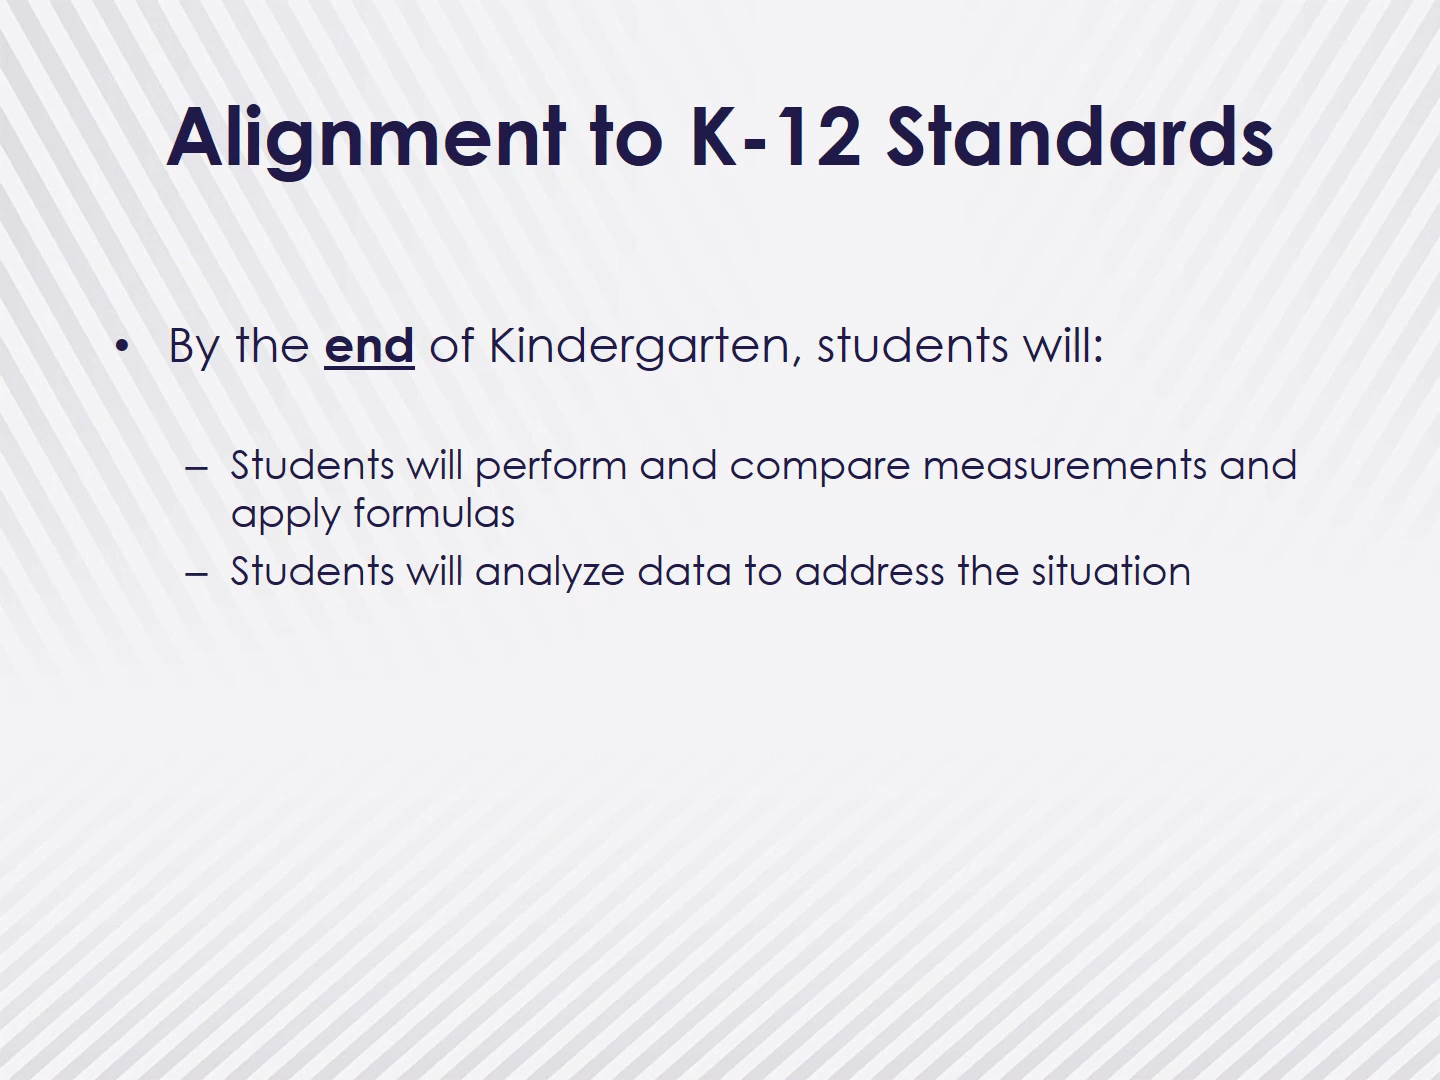 Alignment to K-12 Standards
• By the end of Kindergarten, students will:
– Students will perform and compare measurements and
apply formulas
– Students will analyze data to address the situation